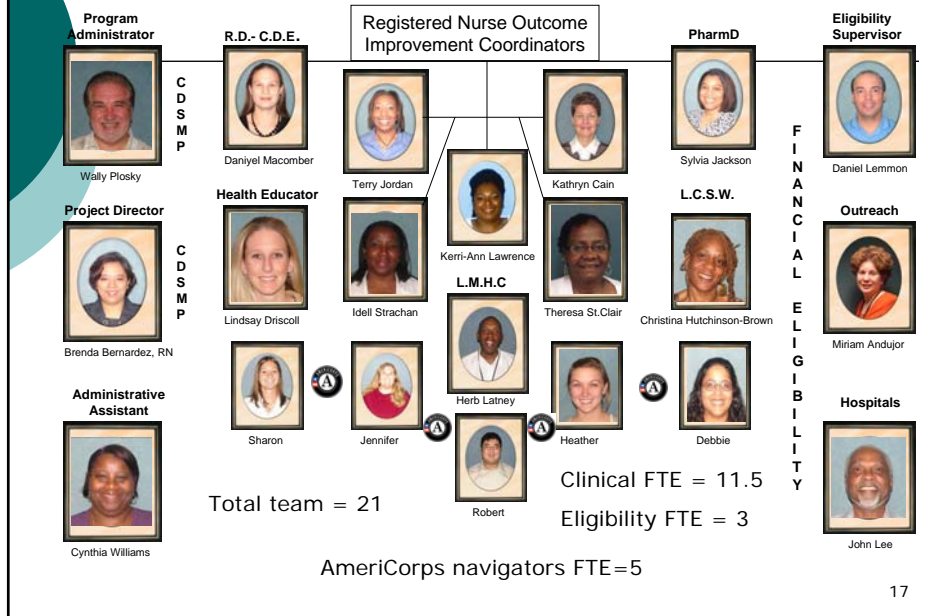 Program
Administrator
R.D.- C.D.E.
Registered Nurse Outcome
Improvement Coordinators
PharmD
Eligibility
Supervisor
C
D
S
M
P
Wally Plosky
Daniyel Macomber
Terry Jordan
Kathryn Cain
Sylvia Jackson
Daniel Lemmon
F
I
N
A
N
C
I
A
L
E
L
I
G
I
B
I
L
I
T
Y
Project Director
C
D
S
M
P
Health Educator
Kerri-Ann Lawrence
L.C.S.W.
Outreach
Brenda Bernardez, RN
Lindsay Driscoll
Idell Strachan
L.M.H.C
Theresa St.Clair
Christina Hutchinson-Brown
Miriam Andujor
Administrative
Assistant
Sharon
A
Jennifer
A
Herb Latney
A
Heather
A
Debbie
Hospitals
Cynthia Williams
Total team = 21
Robert
Clinical FTE = 11.5
Eligibility FTE = 3
John Lee
AmeriCorps navigators FTE=5
17